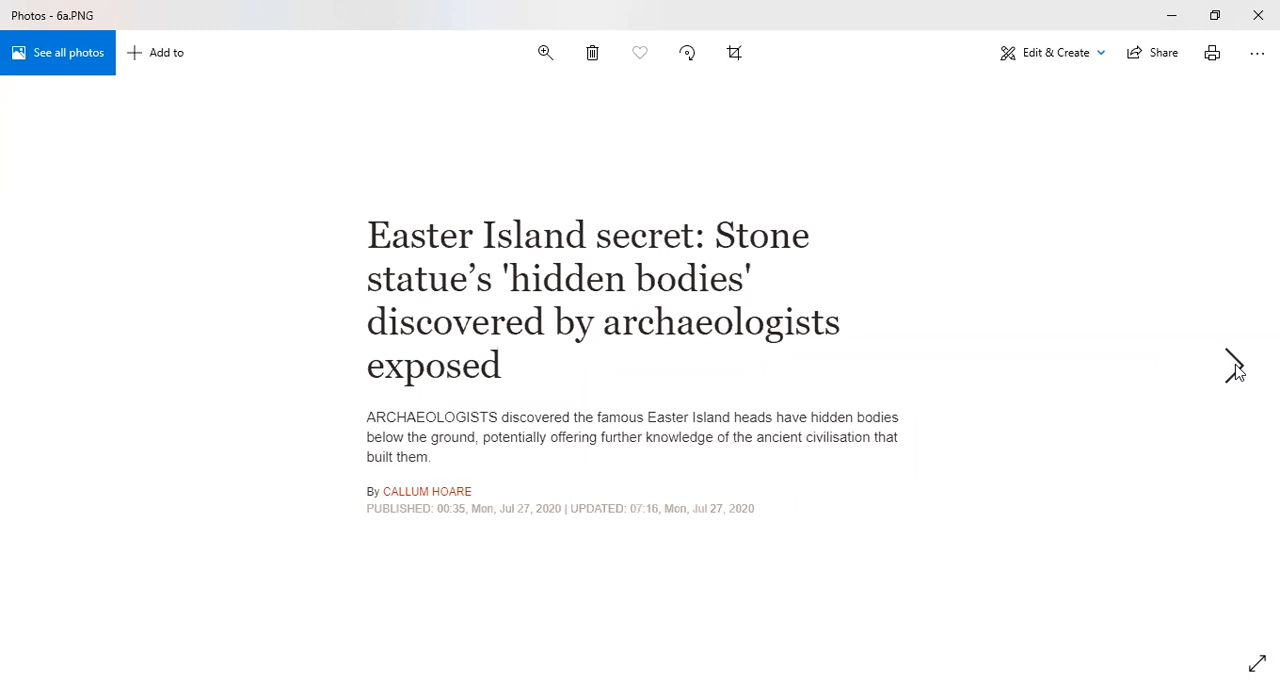 Photos - 6a.PNG
See all photos
Add to
Edit & Create
Share
Easter Island secret: Stone
statue’s 'hidden bodies'
discovered by archaeologists
exposed
ARCHAEOLOGISTS discovered the famous Easter Island heads have hidden bodies
below the ground, potentially offering further knowledge of the ancient civilisation that
built them.
By CALLUM HOARE
PUBLISHED: 00:35, Mon, Jul 27, 2020 | UPDATED: 07:16, Mon, Jul 27, 2020